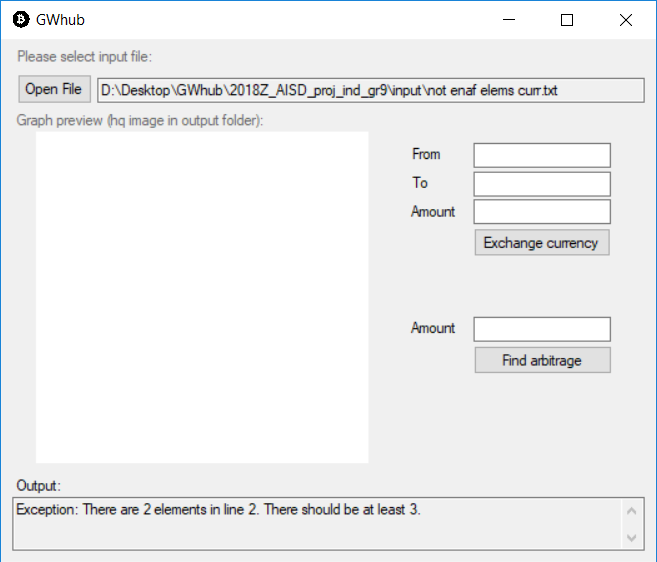 GWhub
Please select input file:
Open File
D:\Desktop\GWhub\2018Z_AISD_proj_ind_gr9\input\not enaf elems curr.txt
Graph preview (hq image in output folder):
From
To
Amount
Exchange currency
Amount
Find arbitrage
Output:
Exception: There are 2 elements in line 2. There should be at least 3.